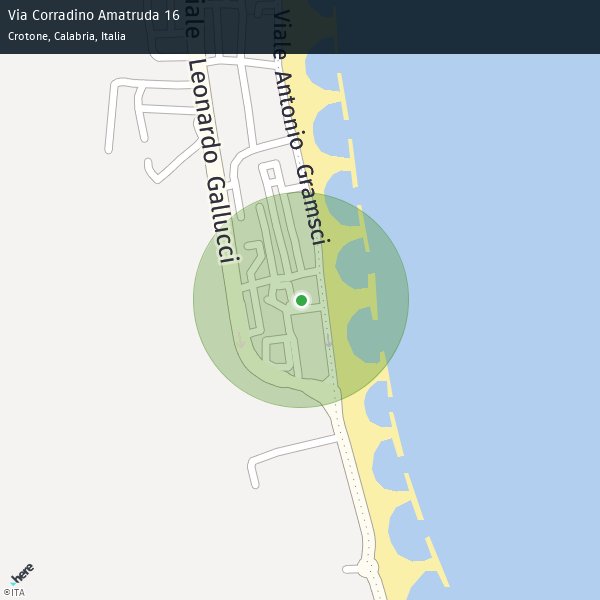 Via Corradino Amatruda 16
Crotone, Calabria, Italia
Viale Leonardo Gallucci
Viale Antonio Gramsci
here
©ITA